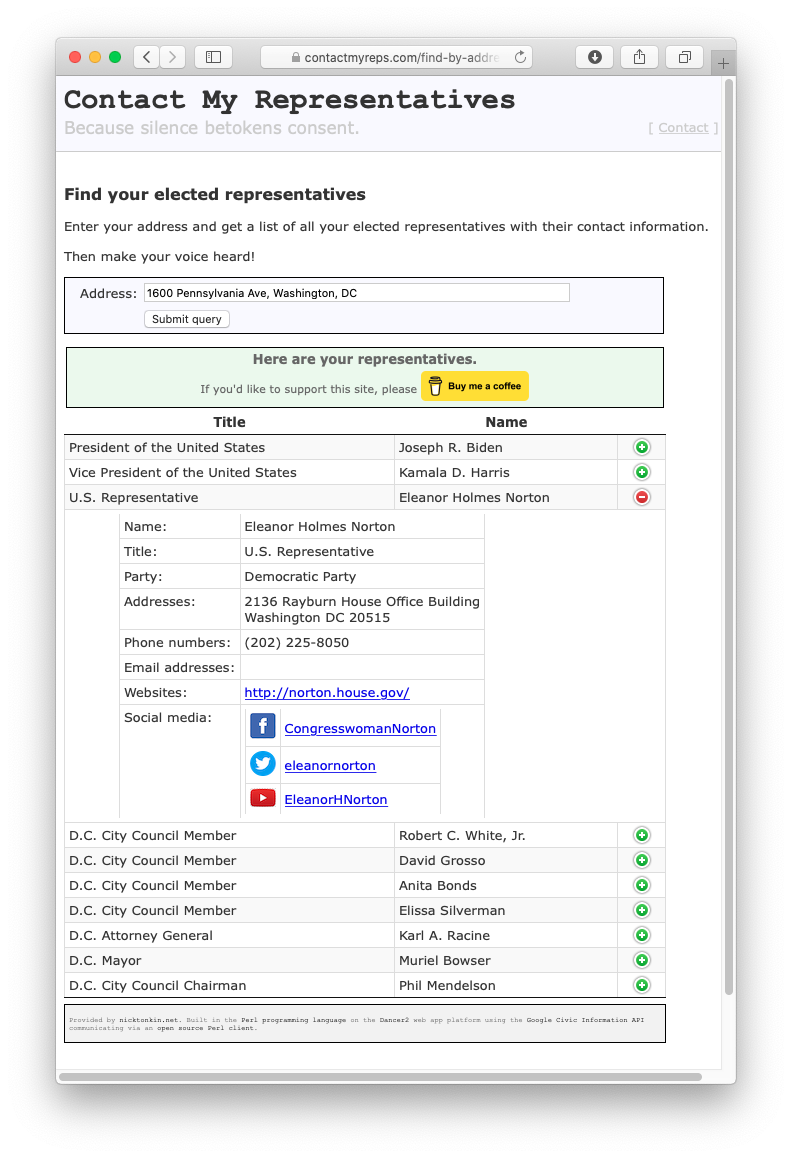 contactmyreps.com/find-by-addre
Contact My Representatives
Because silence betokens consent.
[ Contact ]
Find your elected representatives
Enter your address and get a list of all your elected representatives with their contact information.
Then make your voice heard!
Address: 1600 Pennsylvania Ave, Washington, DC
Submit query
Here are your representatives.
If you'd like to support this site, please Buy me a coffee
Title Name
President of the United States Joseph R. Biden
Vice President of the United States Kamala D. Harris
U.S. Representative Eleanor Holmes Norton
Name: Eleanor Holmes Norton
Title: U.S. Representative
Party: Democratic Party
Addresses: 2136 Rayburn House Office Building
Washington DC 20515
Phone numbers: (202) 225-8050
Email addresses:
Websites: http://norton.house.gov/
Social media: CongresswomanNorton
eleanornorton
EleanorHNorton
D.C. City Council Member Robert C. White, Jr.
D.C. City Council Member David Grosso
D.C. City Council Member Anita Bonds
D.C. City Council Member Elissa Silverman
D.C. Attorney General Karl A. Racine
D.C. Mayor Muriel Bowser
D.C. City Council Chairman Phil Mendelson
Provided by nicktonkin.net. Built in the Perl programming language on the Dancer2 web app platform using the Google Civic Information API
communicating via an open source Perl client.